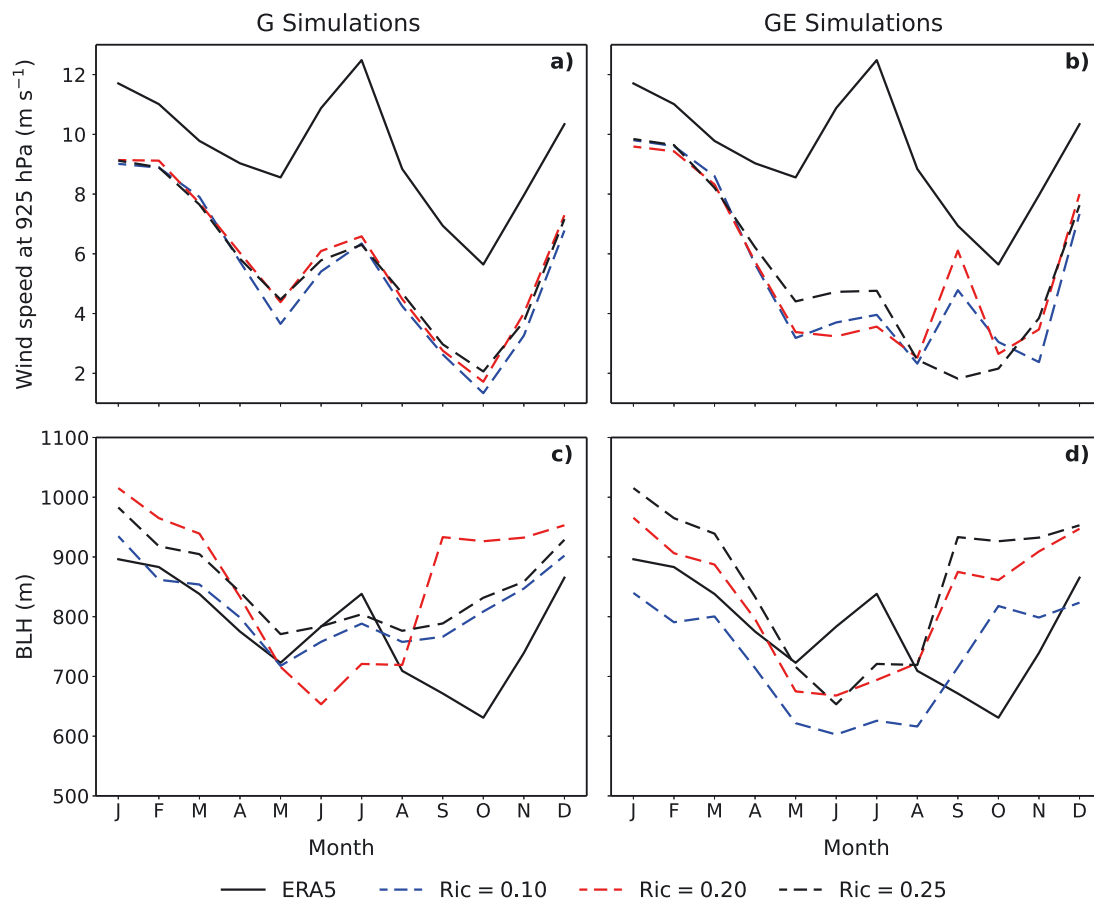 G Simulations
GE Simulations
a)
b)
Wind speed at 925 hPa (m s⁻¹)
12
10
8
6
4
2
c)
d)
BLH (m)
1100
1000
900
800
700
600
500
J F M A M J J A S O N D
J F M A M J J A S O N D
Month
Month
ERA5 Ric = 0.10 Ric = 0.20 Ric = 0.25